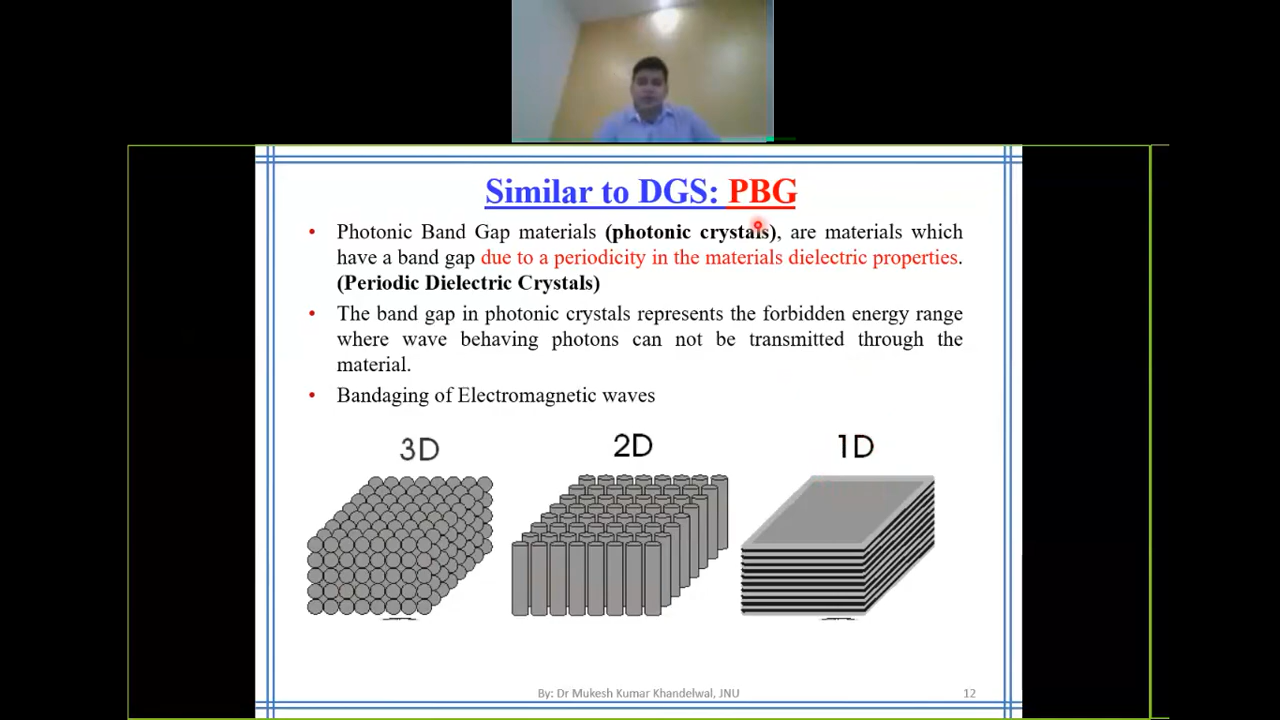 Similar to DGS: PBG
• Photonic Band Gap materials (photonic crystals), are materials which
have a band gap due to a periodicity in the materials dielectric properties.
(Periodic Dielectric Crystals)
• The band gap in photonic crystals represents the forbidden energy range
where wave behaving photons can not be transmitted through the
material.
• Bandaging of Electromagnetic waves
3D 2D 1D
By: Dr Mukesh Kumar Khandelwal, JNU 12